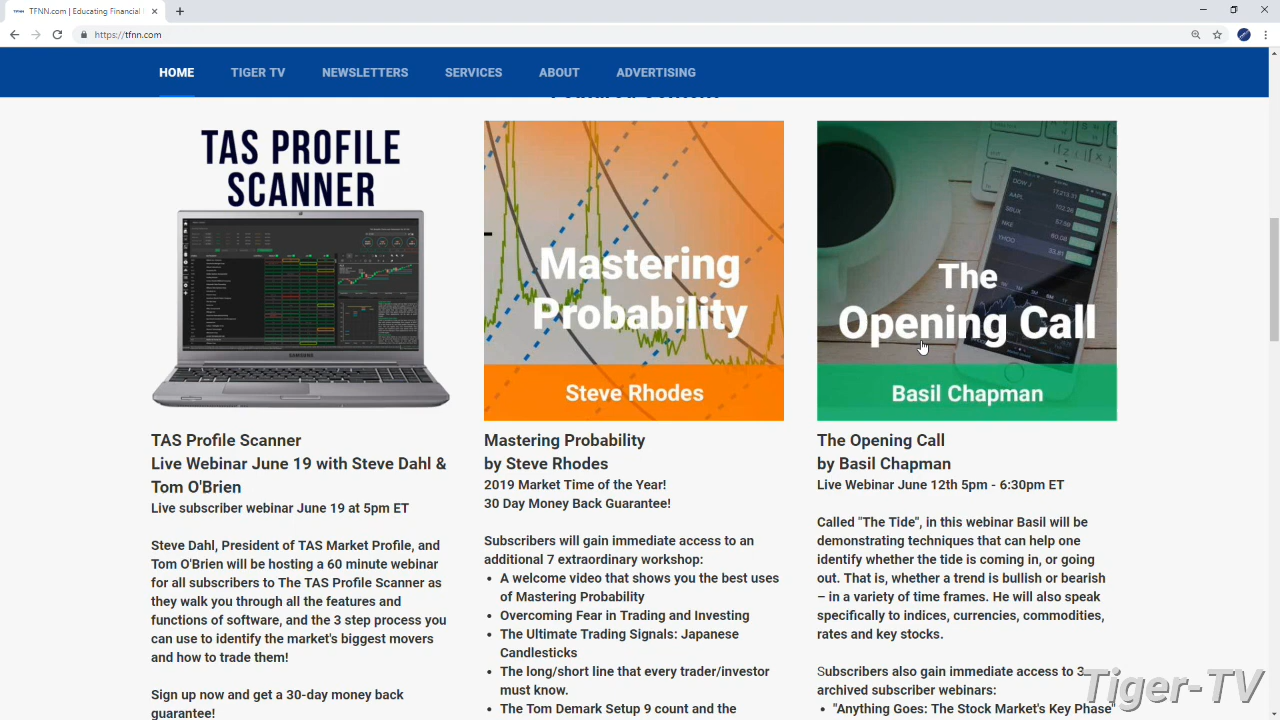 TFNN.com | Educating Financial
https://tfnn.com
HOME
TIGER TV
NEWSLETTERS
SERVICES
ABOUT
ADVERTISING
TAS PROFILE
SCANNER
SAMSUNG
Mastering
Probability
Steve Rhodes
DOW J
AAPL
SBUX
NKE
YHOO
The
Opening Call
Basil Chapman
TAS Profile Scanner
Live Webinar June 19 with Steve Dahl &
Tom O'Brien
Live subscriber webinar June 19 at 5pm ET
Steve Dahl, President of TAS Market Profile, and
Tom O'Brien will be hosting a 60 minute webinar
for all subscribers to The TAS Profile Scanner as
they walk you through all the features and
functions of software, and the 3 step process you
can use to identify the market's biggest movers
and how to trade them!
Sign up now and get a 30-day money back
guarantee!
Mastering Probability
by Steve Rhodes
2019 Market Time of the Year!
30 Day Money Back Guarantee!
Subscribers will gain immediate access to an
additional 7 extraordinary workshop:
• A welcome video that shows you the best uses
of Mastering Probability
• Overcoming Fear in Trading and Investing
• The Ultimate Trading Signals: Japanese
Candlesticks
• The long/short line that every trader/investor
must know.
• The Tom Demark Setup 9 count and the
The Opening Call
by Basil Chapman
Live Webinar June 12th 5pm - 6:30pm ET
Called "The Tide", in this webinar Basil will be
demonstrating techniques that can help one
identify whether the tide is coming in, or going
out. That is, whether a trend is bullish or bearish
– in a variety of time frames. He will also speak
specifically to indices, currencies, commodities,
rates and key stocks.
Subscribers also gain immediate access to 3
archived subscriber webinars:
• "Anything Goes: The Stock Market's Key Phase"
Tiger-TV